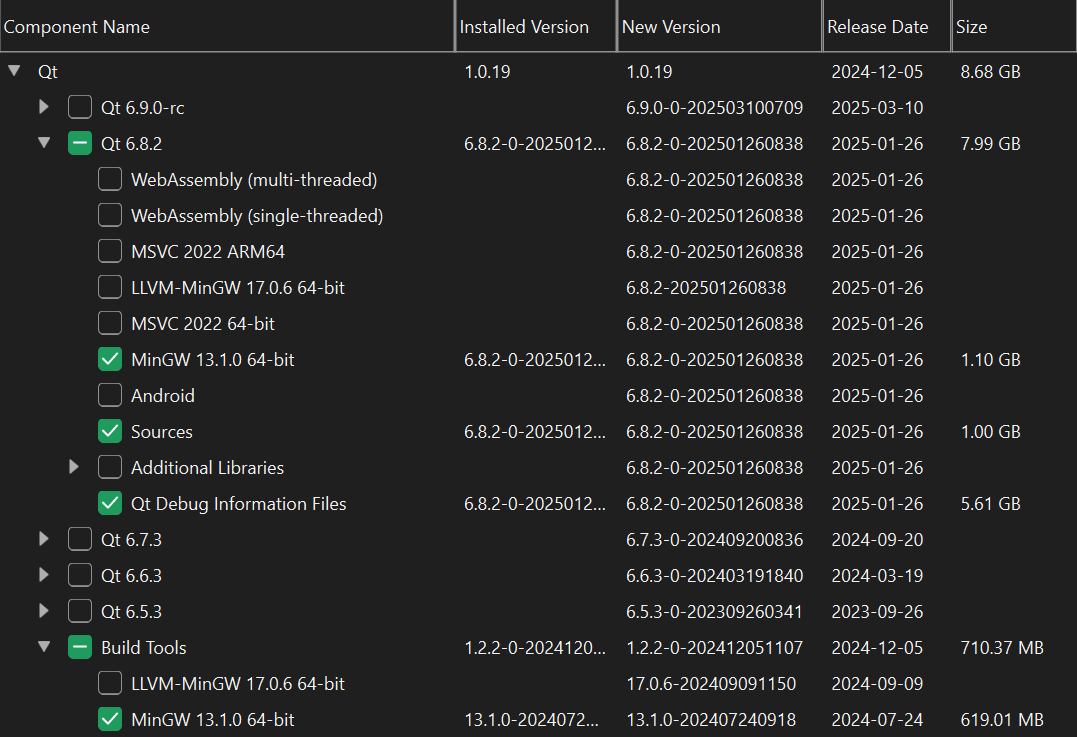 Component Name Installed Version New Version Release Date Size
Qt 1.0.19 1.0.19 2024-12-05 8.68 GB
Qt 6.9.0-rc 6.9.0-0-202503100709 2025-03-10
Qt 6.8.2 6.8.2-0-2025012... 6.8.2-0-202501260838 2025-01-26 7.99 GB
WebAssembly (multi-threaded) 6.8.2-0-202501260838 2025-01-26
WebAssembly (single-threaded) 6.8.2-0-202501260838 2025-01-26
MSVC 2022 ARM64 6.8.2-0-202501260838 2025-01-26
LLVM-MinGW 17.0.6 64-bit 6.8.2-202501260838 2025-01-26
MSVC 2022 64-bit 6.8.2-0-202501260838 2025-01-26
MinGW 13.1.0 64-bit 6.8.2-0-2025012... 6.8.2-0-202501260838 2025-01-26 1.10 GB
Android 6.8.2-0-202501260838 2025-01-26
Sources 6.8.2-0-2025012... 6.8.2-0-202501260838 2025-01-26 1.00 GB
Additional Libraries 6.8.2-0-202501260838 2025-01-26
Qt Debug Information Files 6.8.2-0-2025012... 6.8.2-0-202501260838 2025-01-26 5.61 GB
Qt 6.7.3 6.7.3-0-202409200836 2024-09-20
Qt 6.6.3 6.6.3-0-202403191840 2024-03-19
Qt 6.5.3 6.5.3-0-202309260341 2023-09-26
Build Tools 1.2.2-0-2024120... 1.2.2-0-202412051107 2024-12-05 710.37 MB
LLVM-MinGW 17.0.6 64-bit 17.0.6-202409091150 2024-09-09
MinGW 13.1.0 64-bit 13.1.0-2024072... 13.1.0-202407240918 2024-07-24 619.01 MB